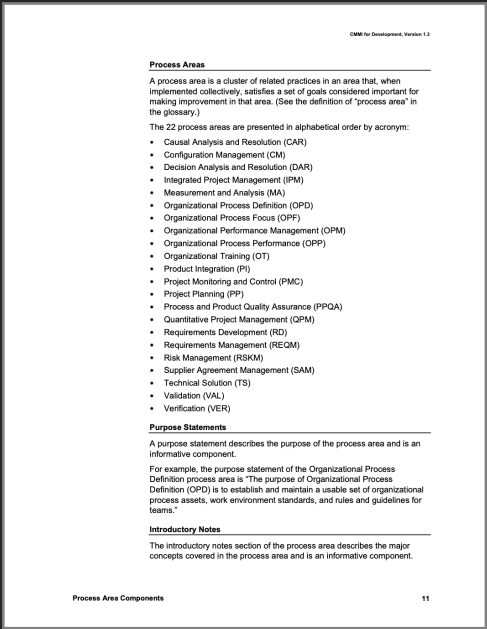 CMMI for Development, Version 1.3
Process Areas
A process area is a cluster of related practices in an area that, when
implemented collectively, satisfies a set of goals considered important for
making improvement in that area. (See the definition of “process area” in
the glossary.)
The 22 process areas are presented in alphabetical order by acronym:
• Causal Analysis and Resolution (CAR)
• Configuration Management (CM)
• Decision Analysis and Resolution (DAR)
• Integrated Project Management (IPM)
• Measurement and Analysis (MA)
• Organizational Process Definition (OPD)
• Organizational Process Focus (OPF)
• Organizational Performance Management (OPM)
• Organizational Process Performance (OPP)
• Organizational Training (OT)
• Product Integration (PI)
• Project Monitoring and Control (PMC)
• Project Planning (PP)
• Process and Product Quality Assurance (PPQA)
• Quantitative Project Management (QPM)
• Requirements Development (RD)
• Requirements Management (REQM)
• Risk Management (RSKM)
• Supplier Agreement Management (SAM)
• Technical Solution (TS)
• Validation (VAL)
• Verification (VER)
Purpose Statements
A purpose statement describes the purpose of the process area and is an
informative component.
For example, the purpose statement of the Organizational Process
Definition process area is “The purpose of Organizational Process
Definition (OPD) is to establish and maintain a usable set of organizational
process assets, work environment standards, and rules and guidelines for
teams.”
Introductory Notes
The introductory notes section of the process area describes the major
concepts covered in the process area and is an informative component.
Process Area Components 11